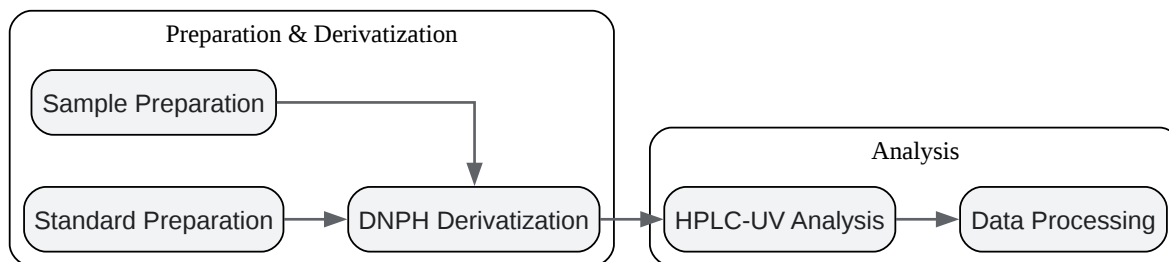 Preparation & Derivatization
Sample Preparation
Standard Preparation
DNPH Derivatization
Analysis
HPLC-UV Analysis
Data Processing